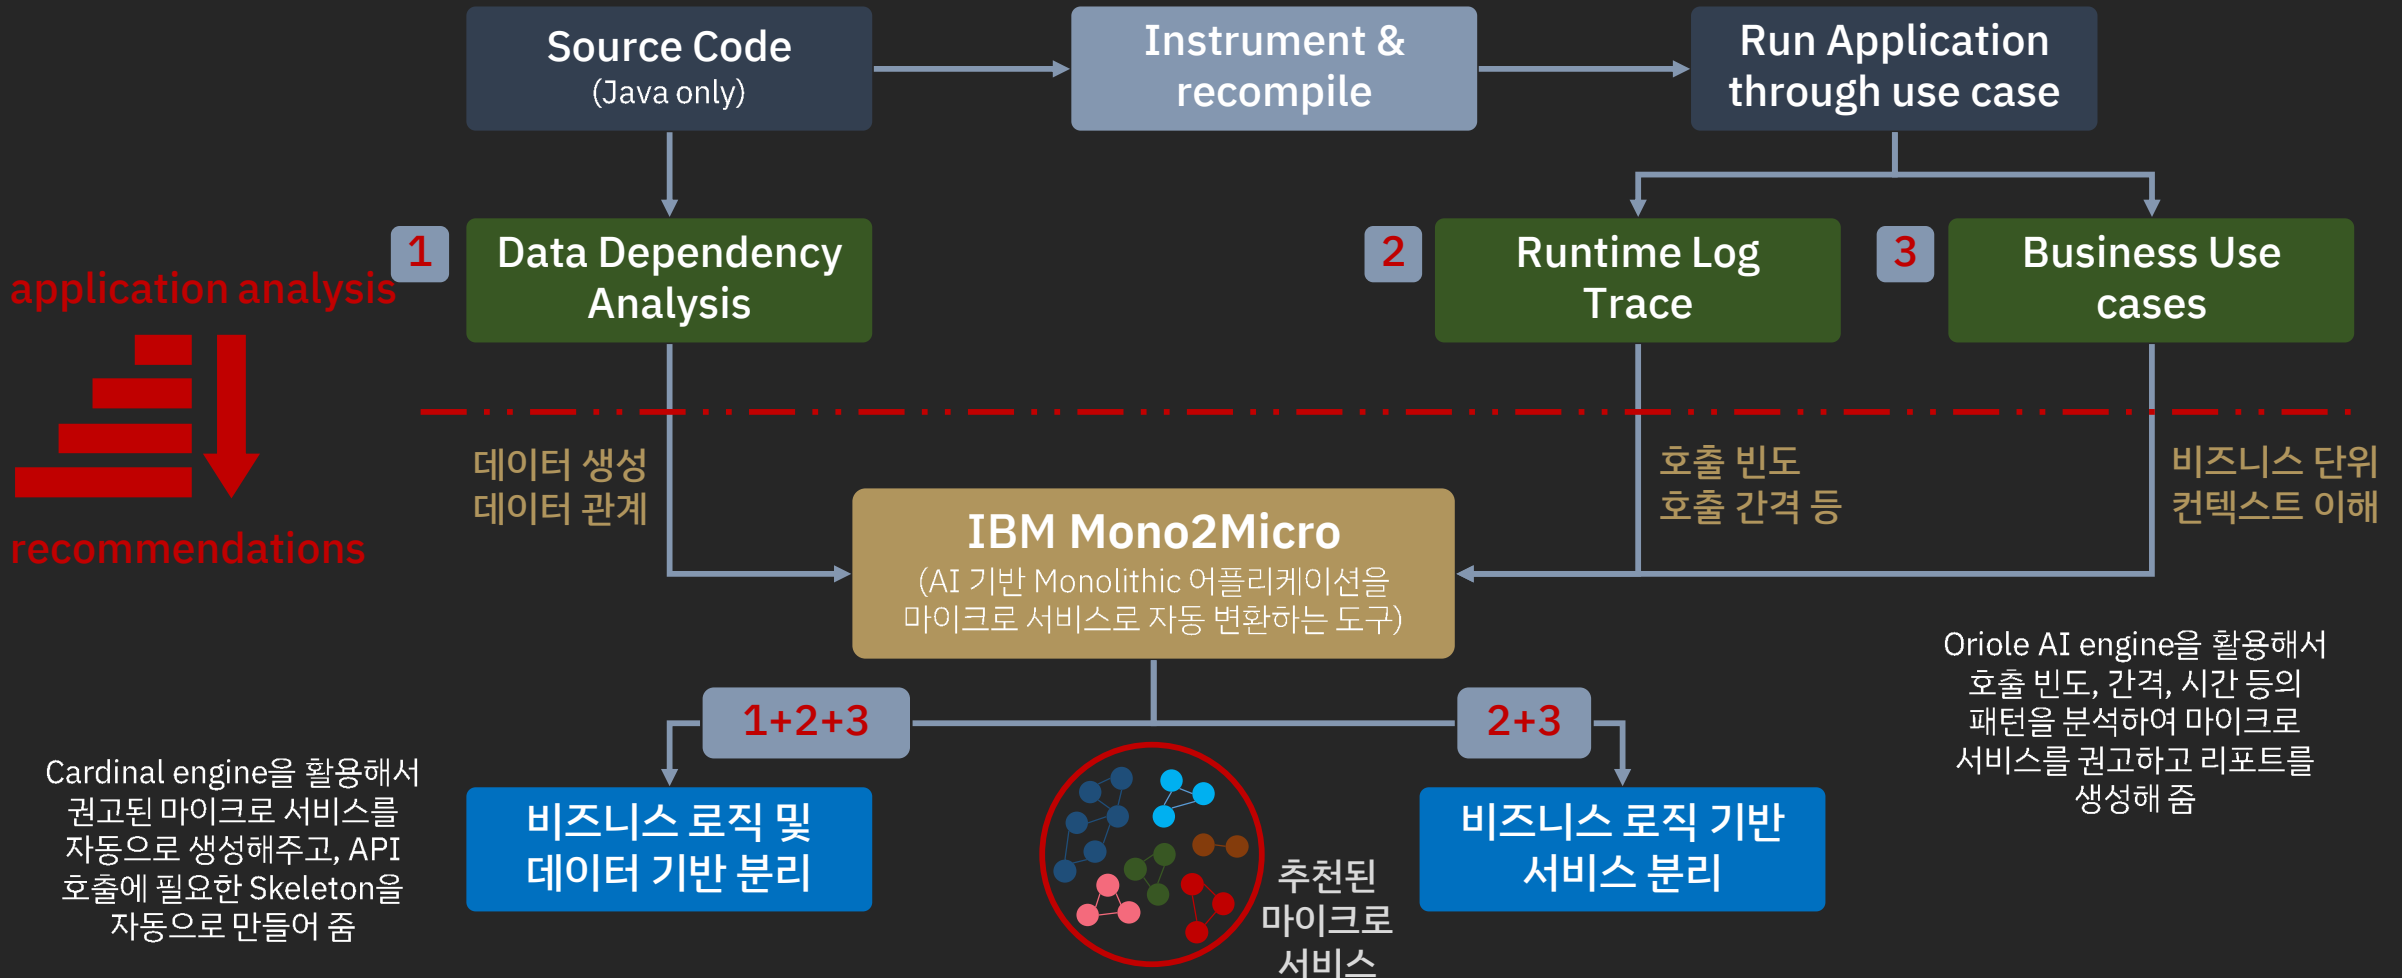 Source Code
(Java only)
Instrument &
recompile
Run Application
through use case
1
Data Dependency
Analysis
2
Runtime Log
Trace
3
Business Use
cases
application analysis
recommendations
데이터 생성
데이터 관계
호출 빈도
호출 간격 등
비즈니스 단위
컨텍스트 이해
IBM Mono2Micro
(AI 기반 Monolithic 어플리케이션을
마이크로 서비스로 자동 변환하는 도구)
Oriole AI engine을 활용해서
호출 빈도, 간격, 시간 등의
패턴을 분석하여 마이크로
서비스를 권고하고 리포트를
생성해 줌
1+2+3
2+3
Cardinal engine을 활용해서
권고된 마이크로 서비스를
자동으로 생성해주고, API
호출에 필요한 Skeleton을
자동으로 만들어 줌
비즈니스 로직 및
데이터 기반 분리
추천된
마이크로
서비스
비즈니스 로직 기반
서비스 분리